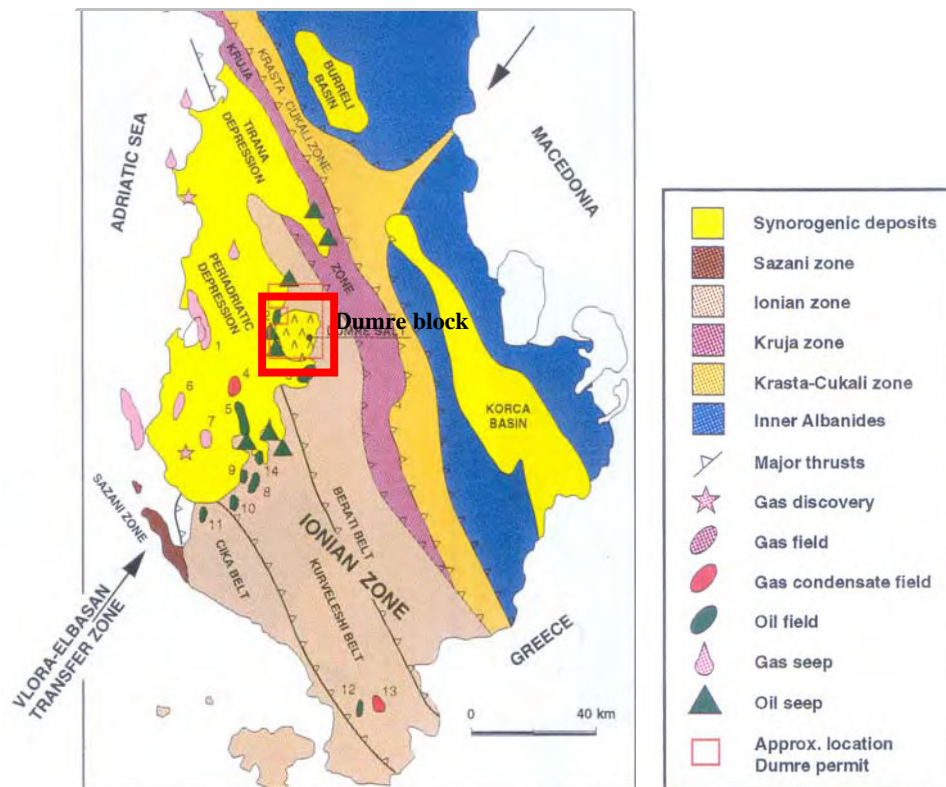 KRUJA
KRASTA - CUKALI ZONE
BURRELI
BASIN
ADRIATIC SEA
TIRANA
DEPRESSION
MACEDONIA
PERIADRIATIC
DEPRESSION
ZONE
Dumre block
DUMRE SALT
1
4
6
5
7
KORCA
BASIN
9
14
8
10
11
SAZANI ZONE
BERATI BELT
IONIAN ZONE
CIKA BELT
KURVELESHI BELT
GREECE
VLORA-ELBASAN
TRANSFER ZONE
12
13
0
40 km
Synorogenic deposits
Sazani zone
Ionian zone
Kruja zone
Krasta-Cukali zone
Inner Albanides
Major thrusts
Gas discovery
Gas field
Gas condensate field
Oil field
Gas seep
Oil seep
Approx. location
Dumre permit